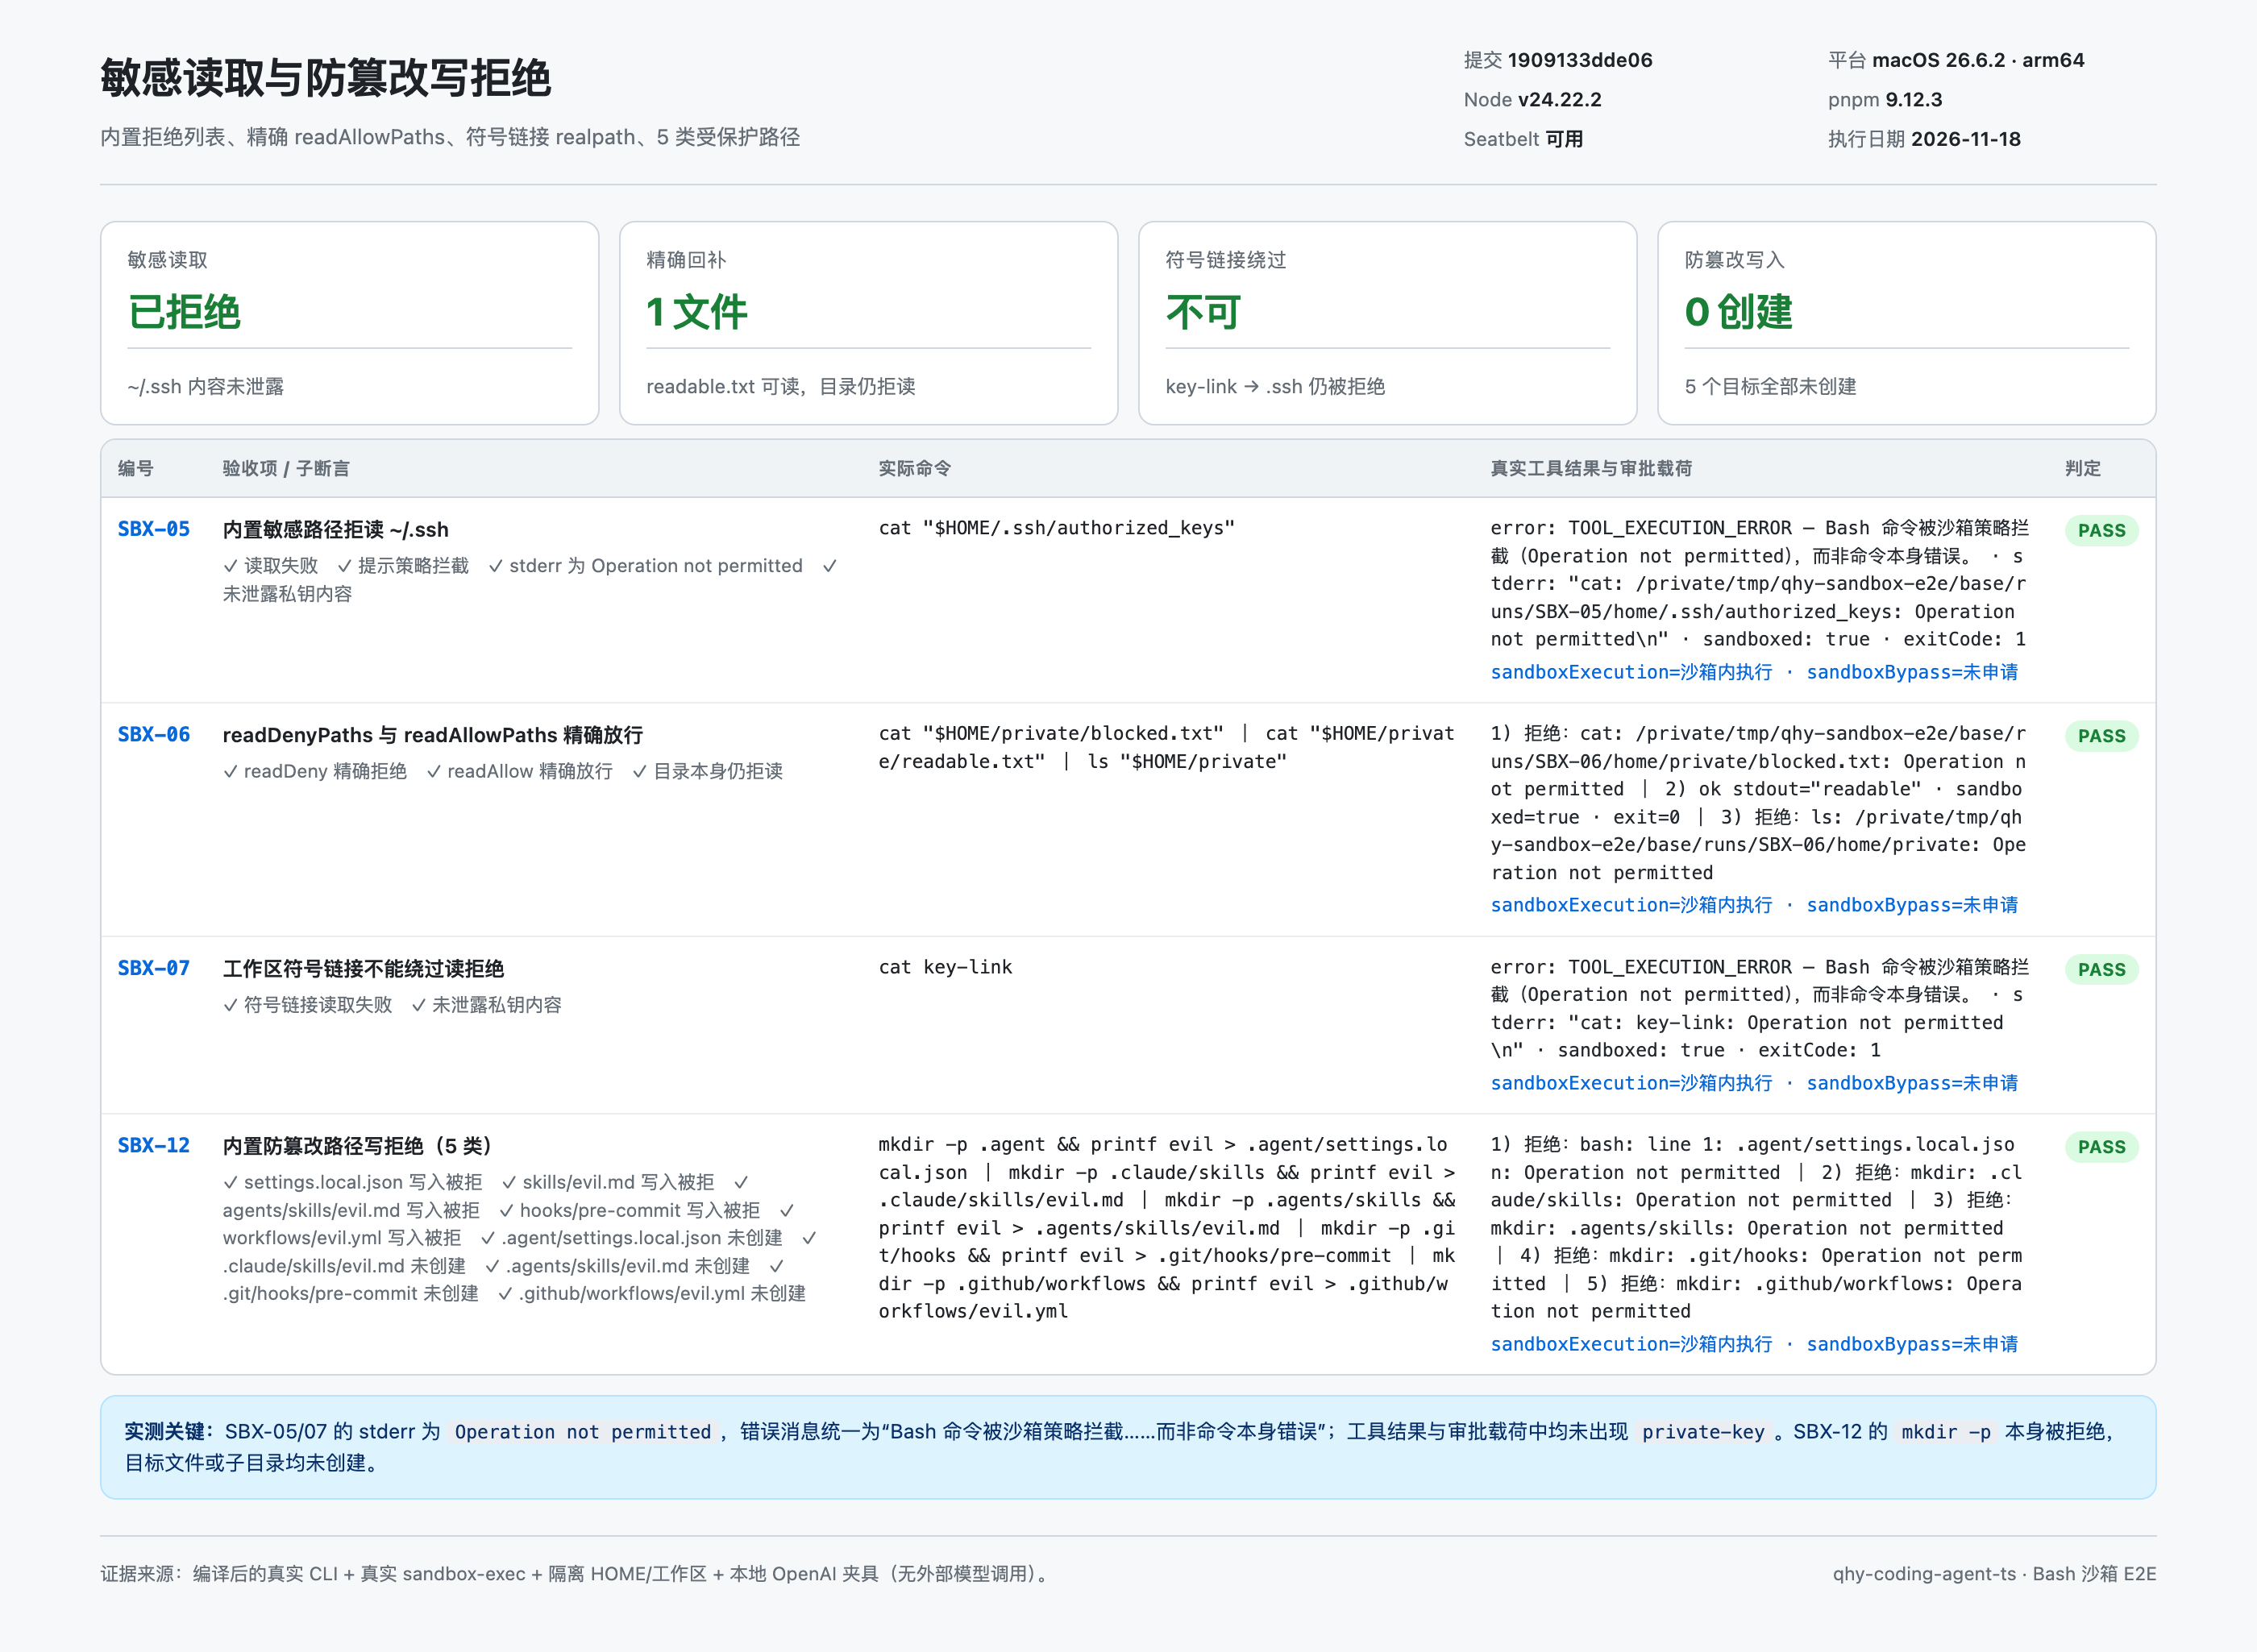 敏感读取与防篡改写拒绝
内置拒绝列表、精确 readAllowPaths、符号链接 realpath、5 类受保护路径
提交 1909133dde06
平台 macOS 26.6.2 · arm64
Node v24.22.2
pnpm 9.12.3
Seatbelt 可用
执行日期 2026-11-18
敏感读取
已拒绝
~/.ssh 内容未泄露
精确回补
1 文件
readable.txt 可读，目录仍拒读
符号链接绕过
不可
key-link → .ssh 仍被拒绝
防篡改写入
0 创建
5 个目标全部未创建
编号
验收项 / 子断言
实际命令
真实工具结果与审批载荷
判定
SBX-05
内置敏感路径拒读 ~/.ssh
✓ 读取失败 ✓ 提示策略拦截 ✓ stderr 为 Operation not permitted ✓
未泄露私钥内容
cat "$HOME/.ssh/authorized_keys"
error: TOOL_EXECUTION_ERROR — Bash 命令被沙箱策略拦
截（Operation not permitted），而非命令本身错误。 · s
tderr: "cat: /private/tmp/qhy-sandbox-e2e/base/r
uns/SBX-05/home/.ssh/authorized_keys: Operation
not permitted\n" · sandboxed: true · exitCode: 1
sandboxExecution=沙箱内执行 · sandboxBypass=未申请
PASS
SBX-06
readDenyPaths 与 readAllowPaths 精确放行
✓ readDeny 精确拒绝 ✓ readAllow 精确放行 ✓ 目录本身仍拒读
cat "$HOME/private/blocked.txt" | cat "$HOME/privat
e/readable.txt" | ls "$HOME/private"
1) 拒绝：cat: /private/tmp/qhy-sandbox-e2e/base/r
uns/SBX-06/home/private/blocked.txt: Operation n
ot permitted | 2) ok stdout="readable" · sandbo
xed=true · exit=0 | 3) 拒绝：ls: /private/tmp/qh
y-sandbox-e2e/base/runs/SBX-06/home/private: Ope
ration not permitted
sandboxExecution=沙箱内执行 · sandboxBypass=未申请
PASS
SBX-07
工作区符号链接不能绕过读拒绝
✓ 符号链接读取失败 ✓ 未泄露私钥内容
cat key-link
error: TOOL_EXECUTION_ERROR — Bash 命令被沙箱策略拦
截（Operation not permitted），而非命令本身错误。 · s
tderr: "cat: key-link: Operation not permitted
\n" · sandboxed: true · exitCode: 1
sandboxExecution=沙箱内执行 · sandboxBypass=未申请
PASS
SBX-12
内置防篡改路径写拒绝（5 类）
✓ settings.local.json 写入被拒 ✓ skills/evil.md 写入被拒 ✓
agents/skills/evil.md 写入被拒 ✓ hooks/pre-commit 写入被拒 ✓
workflows/evil.yml 写入被拒 ✓ .agent/settings.local.json 未创建 ✓
.claude/skills/evil.md 未创建 ✓ .agents/skills/evil.md 未创建 ✓
.git/hooks/pre-commit 未创建 ✓ .github/workflows/evil.yml 未创建
mkdir -p .agent && printf evil > .agent/settings.lo
cal.json | mkdir -p .claude/skills && printf evil >
.claude/skills/evil.md | mkdir -p .agents/skills &&
printf evil > .agents/skills/evil.md | mkdir -p .gi
t/hooks && printf evil > .git/hooks/pre-commit | mk
dir -p .github/workflows && printf evil > .github/w
orkflows/evil.yml
1) 拒绝：bash: line 1: .agent/settings.local.jso
n: Operation not permitted | 2) 拒绝：mkdir: .cl
aude/skills: Operation not permitted | 3) 拒绝：
mkdir: .agents/skills: Operation not permitted
| 4) 拒绝：mkdir: .git/hooks: Operation not perm
itted | 5) 拒绝：mkdir: .github/workflows: Opera
tion not permitted
sandboxExecution=沙箱内执行 · sandboxBypass=未申请
PASS
实测关键：SBX-05/07 的 stderr 为 Operation not permitted，错误消息统一为“Bash 命令被沙箱策略拦截……而非命令本身错误”；工具结果与审批载荷中均未出现 private-key。SBX-12 的 mkdir -p 本身被拒绝，
目标文件或子目录均未创建。
证据来源：编译后的真实 CLI + 真实 sandbox-exec + 隔离 HOME/工作区 + 本地 OpenAI 夹具（无外部模型调用）。
qhy-coding-agent-ts · Bash 沙箱 E2E